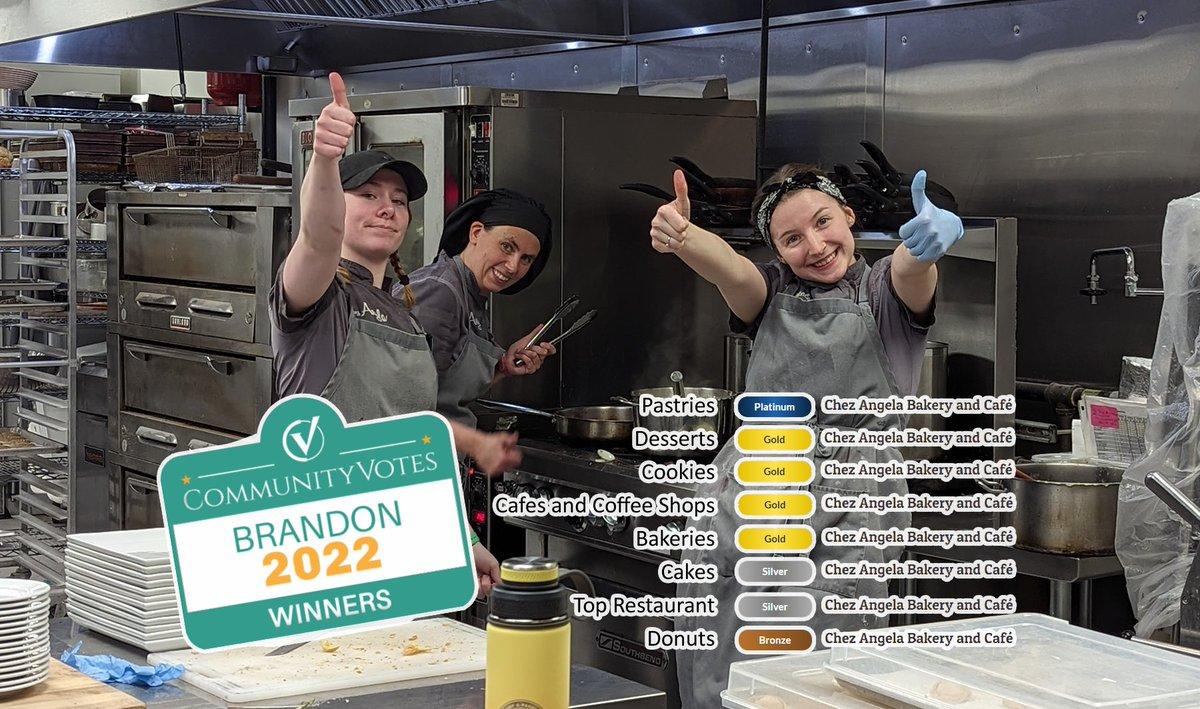 COMMUNITYVOTES
BRANDON
2022
WINNERS
Pastries Platinum Chez Angela Bakery and Café
Desserts Gold Chez Angela Bakery and Café
Cookies Gold Chez Angela Bakery and Café
Cafes and Coffee Shops Gold Chez Angela Bakery and Café
Bakeries Gold Chez Angela Bakery and Café
Cakes Silver Chez Angela Bakery and Café
Top Restaurant Silver Chez Angela Bakery and Café
Donuts Bronze Chez Angela Bakery and Café
SOUTHBEND
GARLAND